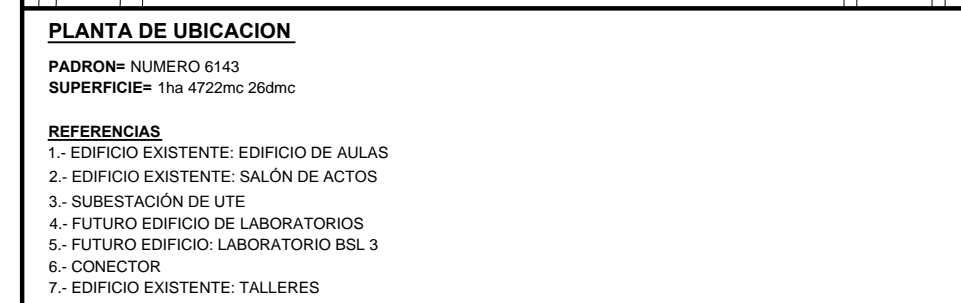 PLANTA DE UBICACION
PADRON= NUMERO 6143
SUPERFICIE= 1ha 4722mc 26dmc
REFERENCIAS
1.- EDIFICIO EXISTENTE: EDIFICIO DE AULAS
2.- EDIFICIO EXISTENTE: SALÓN DE ACTOS
3.- SUBESTACIÓN DE UTE
4.- FUTURO EDIFICIO DE LABORATORIOS
5.- FUTURO EDIFICIO: LABORATORIO BSL 3
6.- CONECTOR
7.- EDIFICIO EXISTENTE: TALLERES